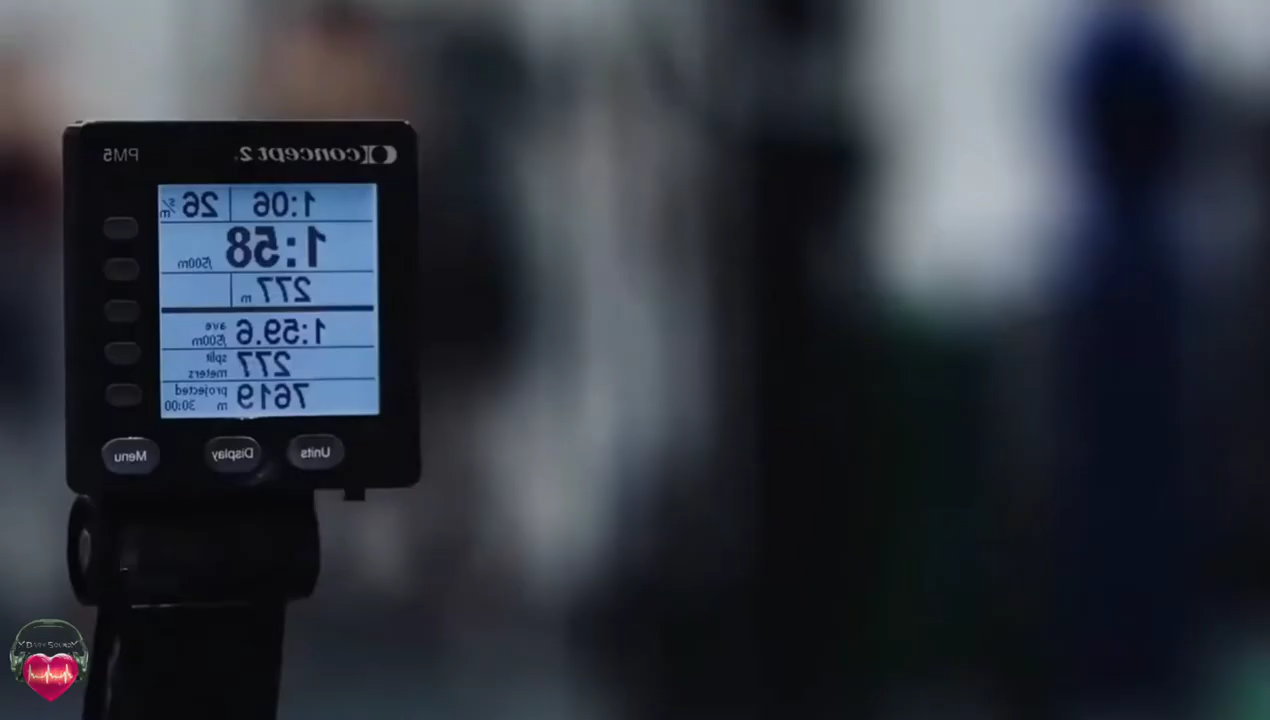 concept2. PM5
1:06 26 s/m
1:58 /500m
277 m
1:59.6 ave /500m
277 split meters
7619 projected m 30:00
Units Display Menu